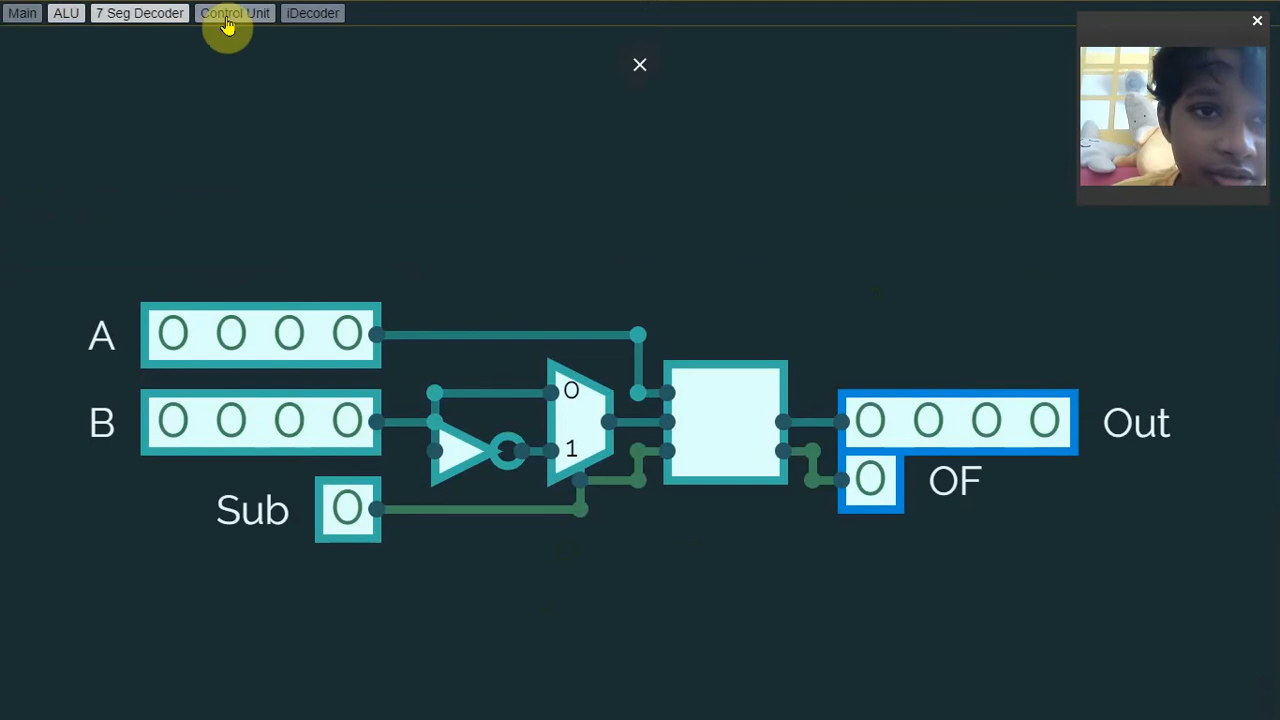 Main ALU 7 Seg Decoder Control Unit iDecoder
A 0 0 0 0
0
B 0 0 0 0
1
0 0 0 0 Out
Sub 0
0 OF